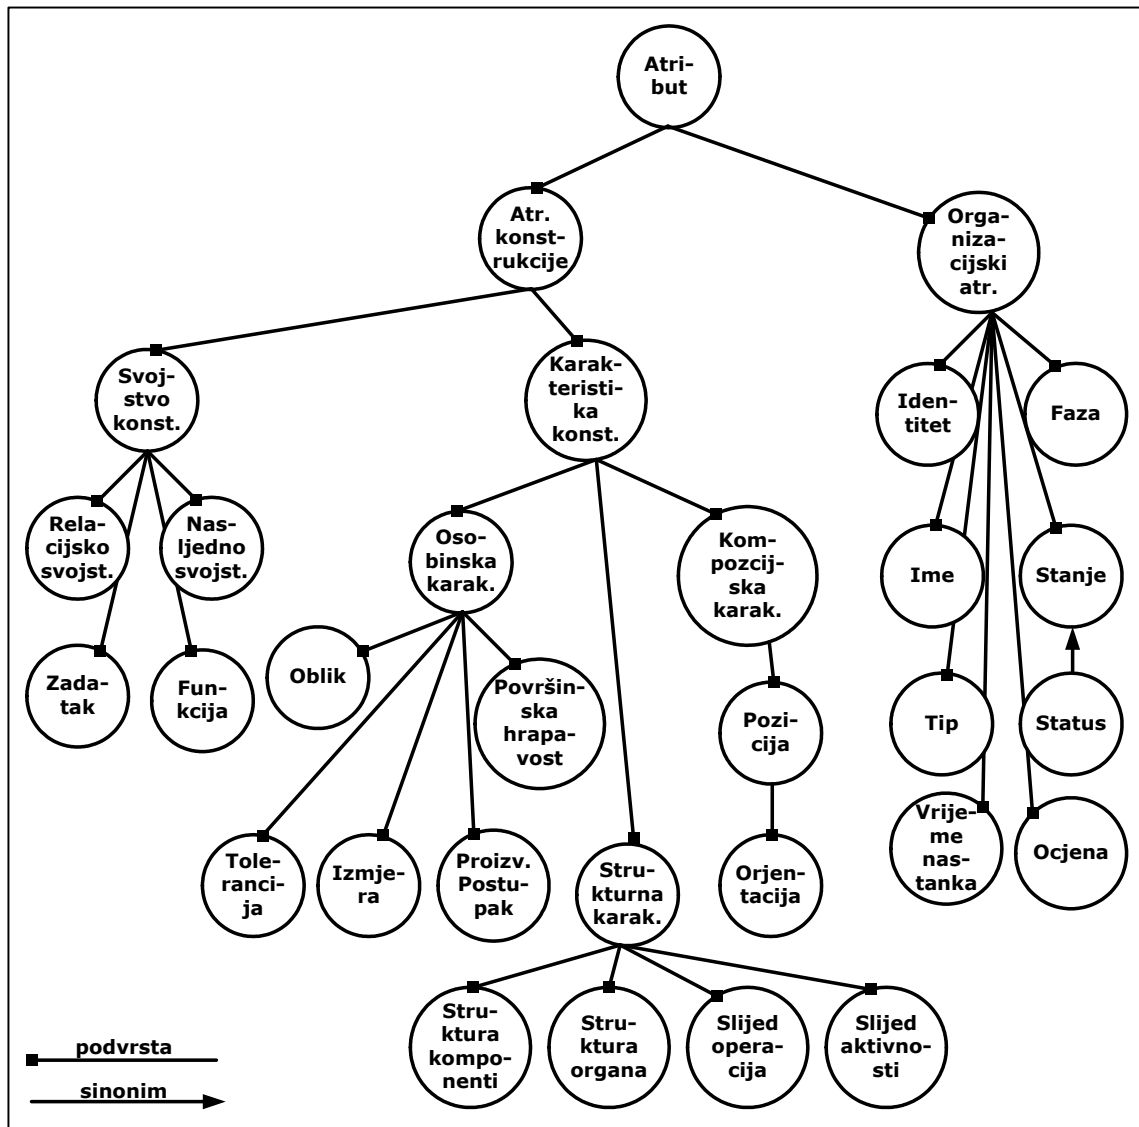 Atri-
but
Atr.
konst-
rukcije
Orga-
niza-
cijski
atr.
Svoj-
stvo
konst.
Karak-
teristi-
ka
konst.
Iden-
titet
Faza
Rela-
cijsko
svojst.
Nas-
ljedno
svojst.
Oso-
binska
karak.
Kom-
pozcij-
ska
karak.
Ime
Stanje
Zada-
tak
Fun-
kcija
Oblik
Površin-
ska
hrapa-
vost
Pozi-
cija
Tip
Status
Tole-
ranci-
ja
Izmje-
ra
Proizv.
Postu-
pak
Stru-
kturna
karak.
Orjen-
tacija
Vrije-
me
nas-
tanka
Ocjena
Stru-
ktura
kompo-
nenti
Stru-
ktura
organa
Slijed
opera-
cija
Slijed
aktivno-
sti
podvrsta
sinonim